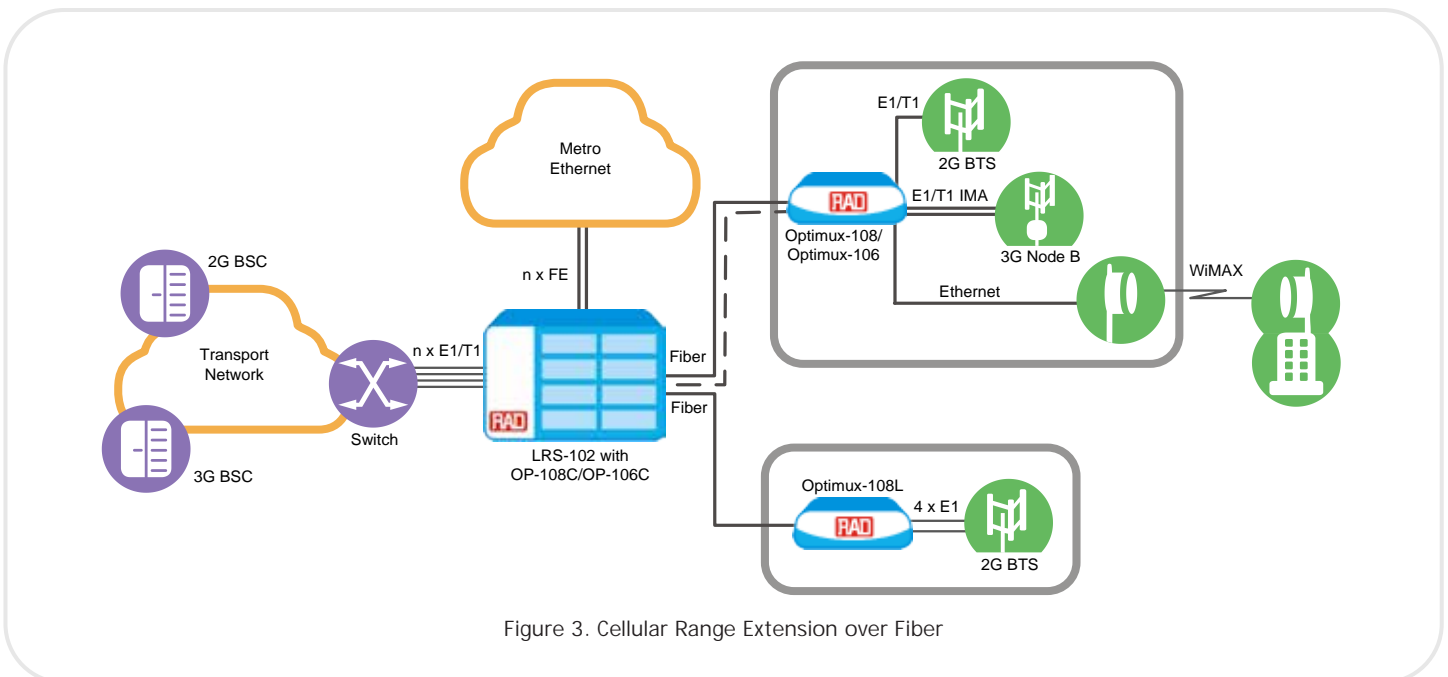 Metro
Ethernet
n x FE
2G BSC
Transport
Network
3G BSC
Switch
n x E1/T1
RAD
LRS-102 with
OP-108C/OP-106C
Fiber
Fiber
E1/T1
2G BTS
RAD
E1/T1 IMA
Optimux-108/
Optimux-106
3G Node B
Ethernet
WiMAX
Optimux-108L
RAD
4 x E1
2G BTS
Figure 3. Cellular Range Extension over Fiber